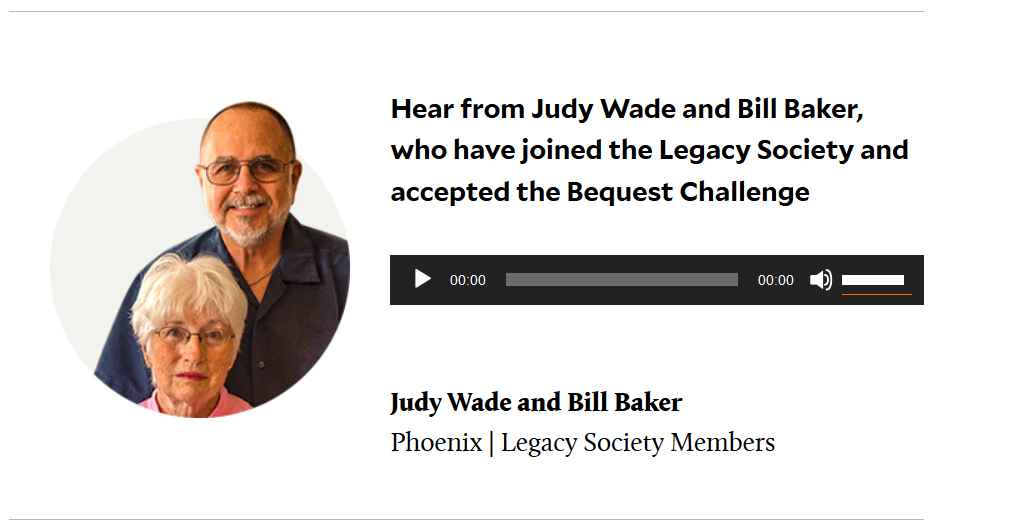 Hear from Judy Wade and Bill Baker,
who have joined the Legacy Society and
accepted the Bequest Challenge
00:00 00:00
Judy Wade and Bill Baker
Phoenix | Legacy Society Members